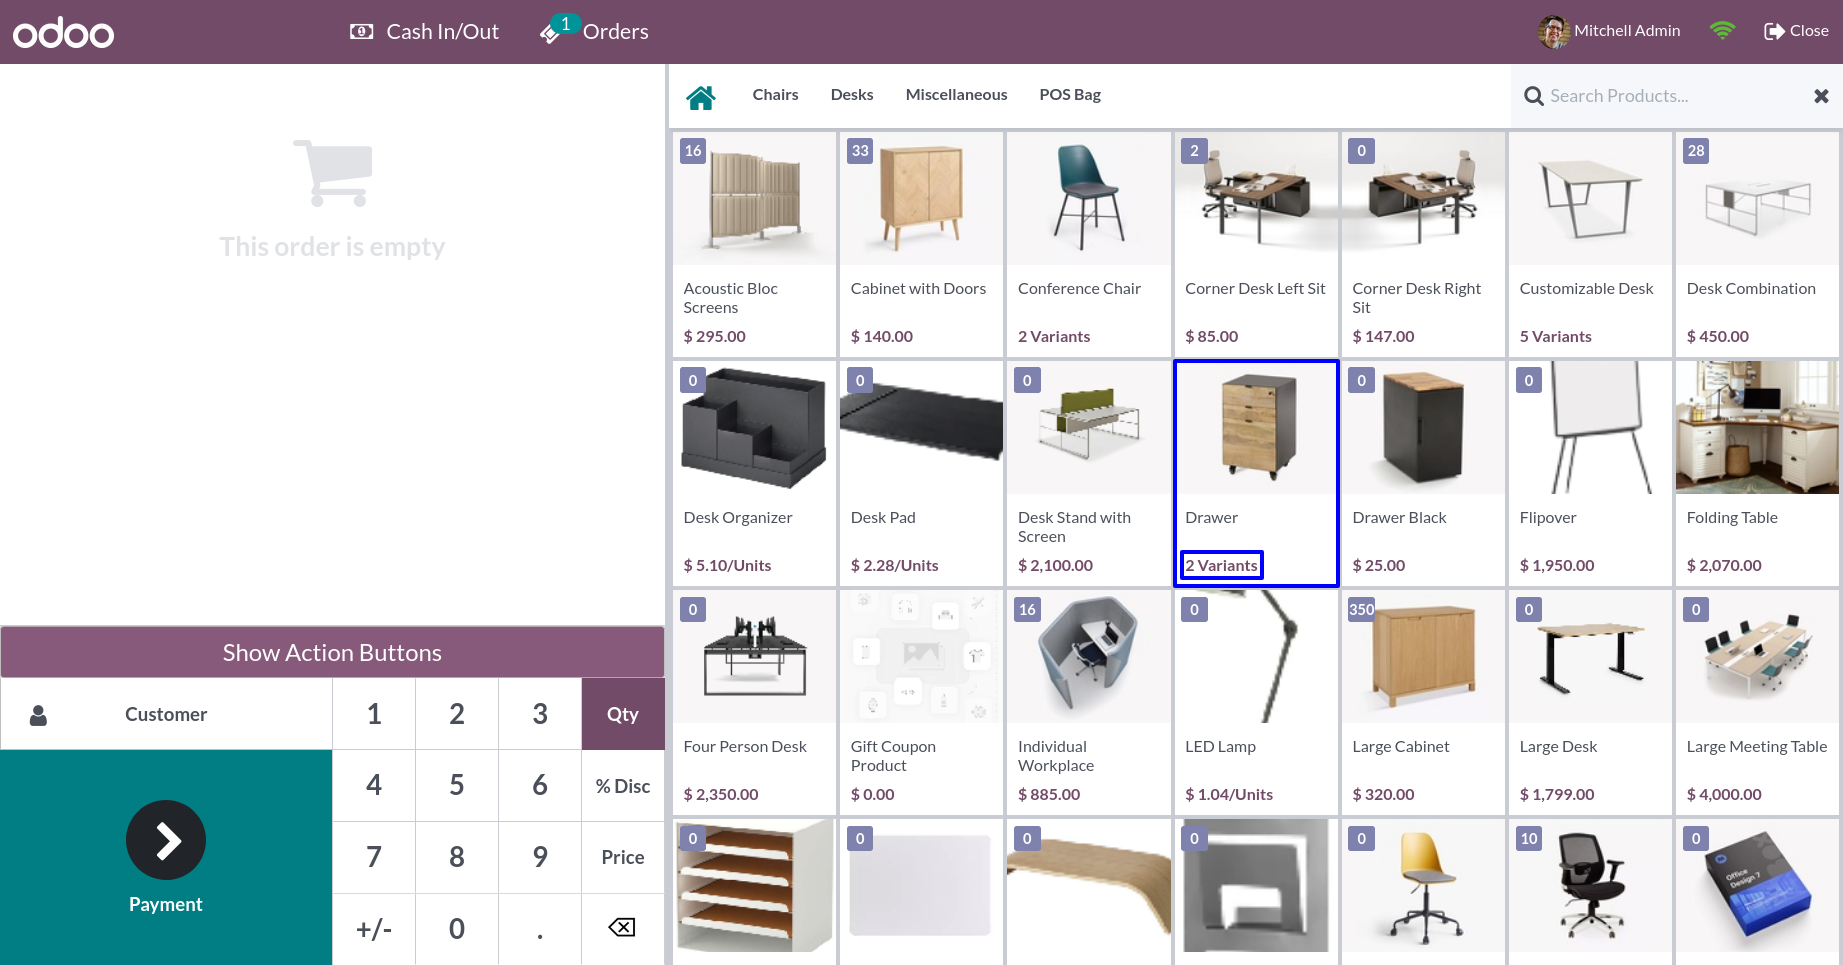 odoo
Cash In/Out
1
Orders
Mitchell Admin
Close
This order is empty
Show Action Buttons
Customer
1 2 3 Qty
4 5 6 % Disc
7 8 9 Price
+/- 0 .
Payment
Chairs Desks Miscellaneous POS Bag
Search Products...
16
Acoustic Bloc
Screens
$ 295.00
33
Cabinet with Doors
$ 140.00
Conference Chair
2 Variants
2
Corner Desk Left Sit
$ 85.00
0
Corner Desk Right
Sit
$ 147.00
Customizable Desk
5 Variants
28
Desk Combination
$ 450.00
0
Desk Organizer
$ 5.10/Units
0
Desk Pad
$ 2.28/Units
0
Desk Stand with
Screen
$ 2,100.00
Drawer
2 Variants
0
Drawer Black
$ 25.00
0
Flipover
$ 1,950.00
Folding Table
$ 2,070.00
0
Four Person Desk
$ 2,350.00
Gift Coupon
Product
$ 0.00
16
Individual
Workplace
$ 885.00
0
LED Lamp
$ 1.04/Units
350
Large Cabinet
$ 320.00
0
Large Desk
$ 1,799.00
0
Large Meeting Table
$ 4,000.00
0
0
0
0
0
10
0
Office
Design 7